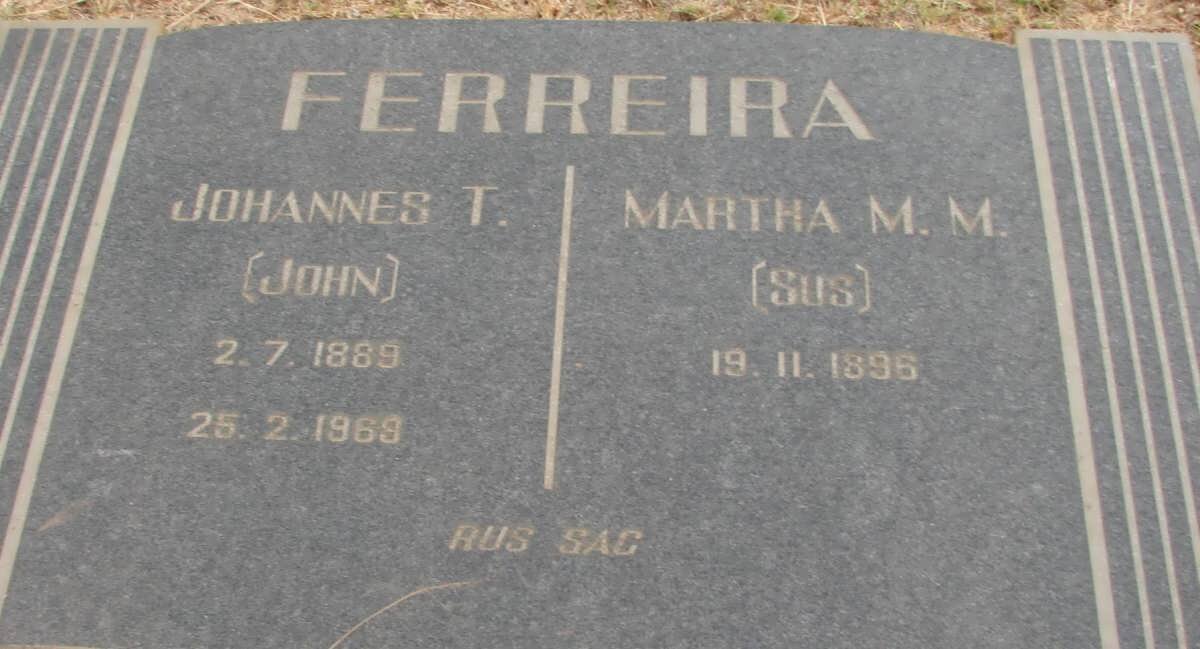 FERREIRA
JOHANNES T.
(JOHN)
2.7.1889
25.2.1969
MARTHA M.M.
(SUS)
19.11.1896
RUS SAG